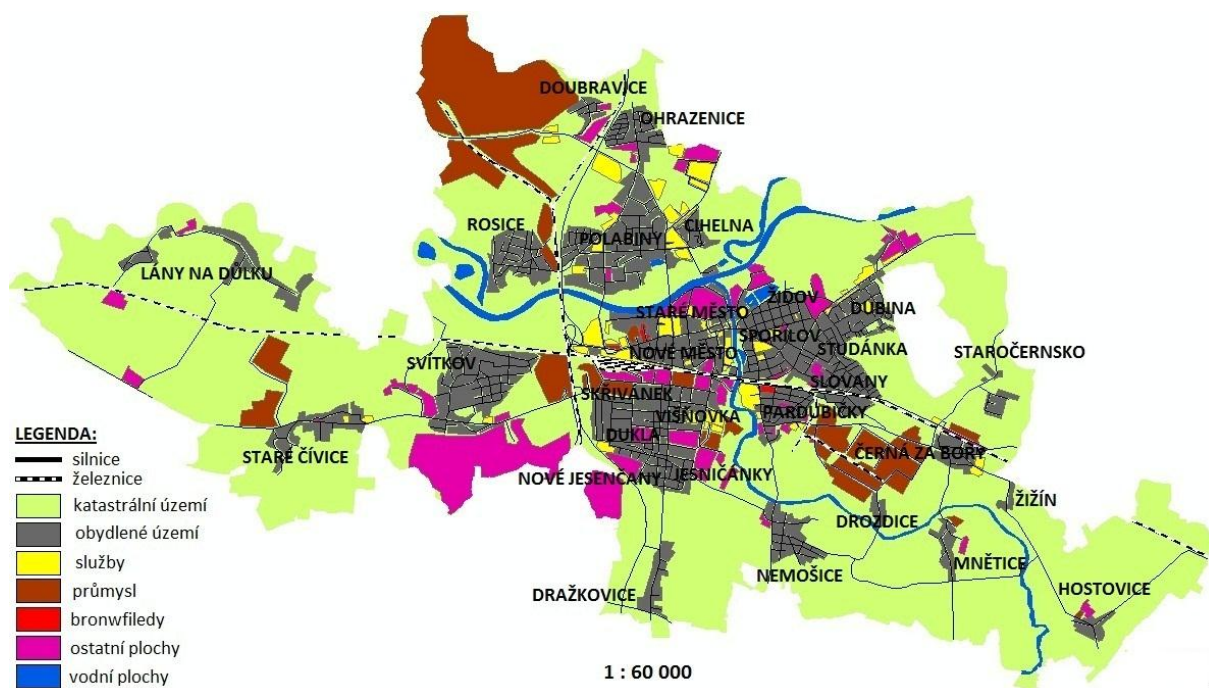 DOUBRAVICE
OHRAZENICE
ROSICE
POLABINY
CIHELNA
LÁNY NA DŮLKU
STARÉ MĚSTO
ŽIDOV
DUBINA
SPOŘILOV
SVÍTKOV
NOVÉ MĚSTO
STUDÁNKA
STAROČERNSKO
SLOVANY
SKŘIVÁNEK
VIŠŇOVKA
PARDUBIČKY
DUKLA
STARÉ ČÍVICE
ČERNÁ ZA BORY
NOVÉ JESENČANY
JESNIČÁNKY
ŽIŽÍN
DROZDICE
MNĚTICE
NEMOŠICE
DRAŽKOVICE
HOSTOVICE
LEGENDA:
silnice
železnice
katastrální území
obydlené území
služby
průmysl
bronwfiledy
ostatní plochy
vodní plochy
1 : 60 000